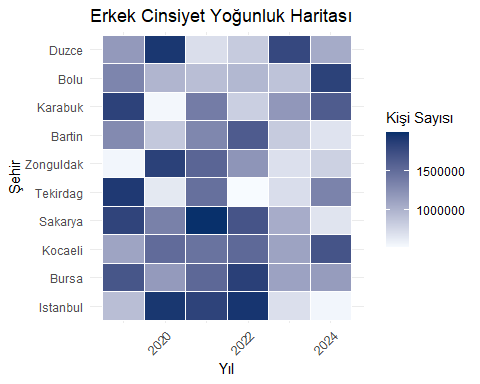 Erkek Cinsiyet Yoğunluk Haritası
Duzce
Bolu
Karabuk
Bartin
Zonguldak
Tekirdag
Sakarya
Kocaeli
Bursa
Istanbul
Şehir
2020
2022
2024
Yıl
Kişi Sayısı
1500000
1000000